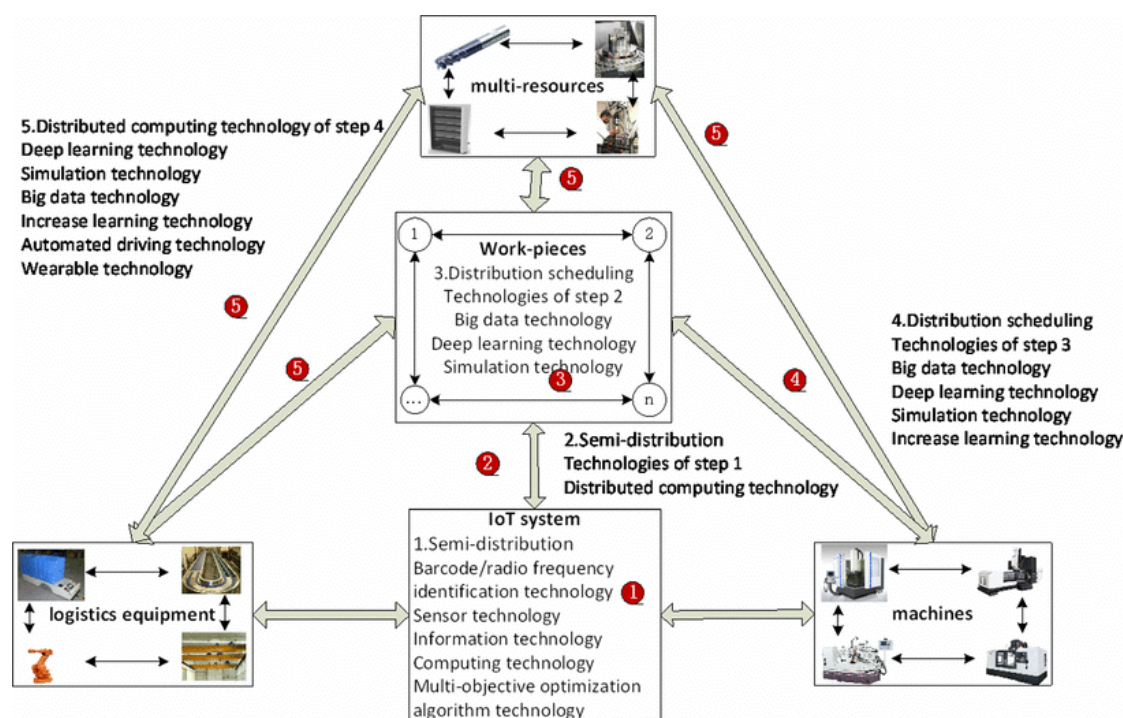 multi-resources
5.Distributed computing technology of step 4
Deep learning technology
Simulation technology
Big data technology
Increase learning technology
Automated driving technology
Wearable technology
5
5
5
5
1
2
Work-pieces
3.Distribution scheduling
Technologies of step 2
Big data technology
Deep learning technology
Simulation technology
3
...
n
4
4.Distribution scheduling
Technologies of step 3
Big data technology
Deep learning technology
Simulation technology
Increase learning technology
2
2.Semi-distribution
Technologies of step 1
Distributed computing technology
IoT system
1.Semi-distribution
Barcode/radio frequency
identification technology
Sensor technology
Information technology
Computing technology
Multi-objective optimization
algorithm technology
1
logistics equipment
machines